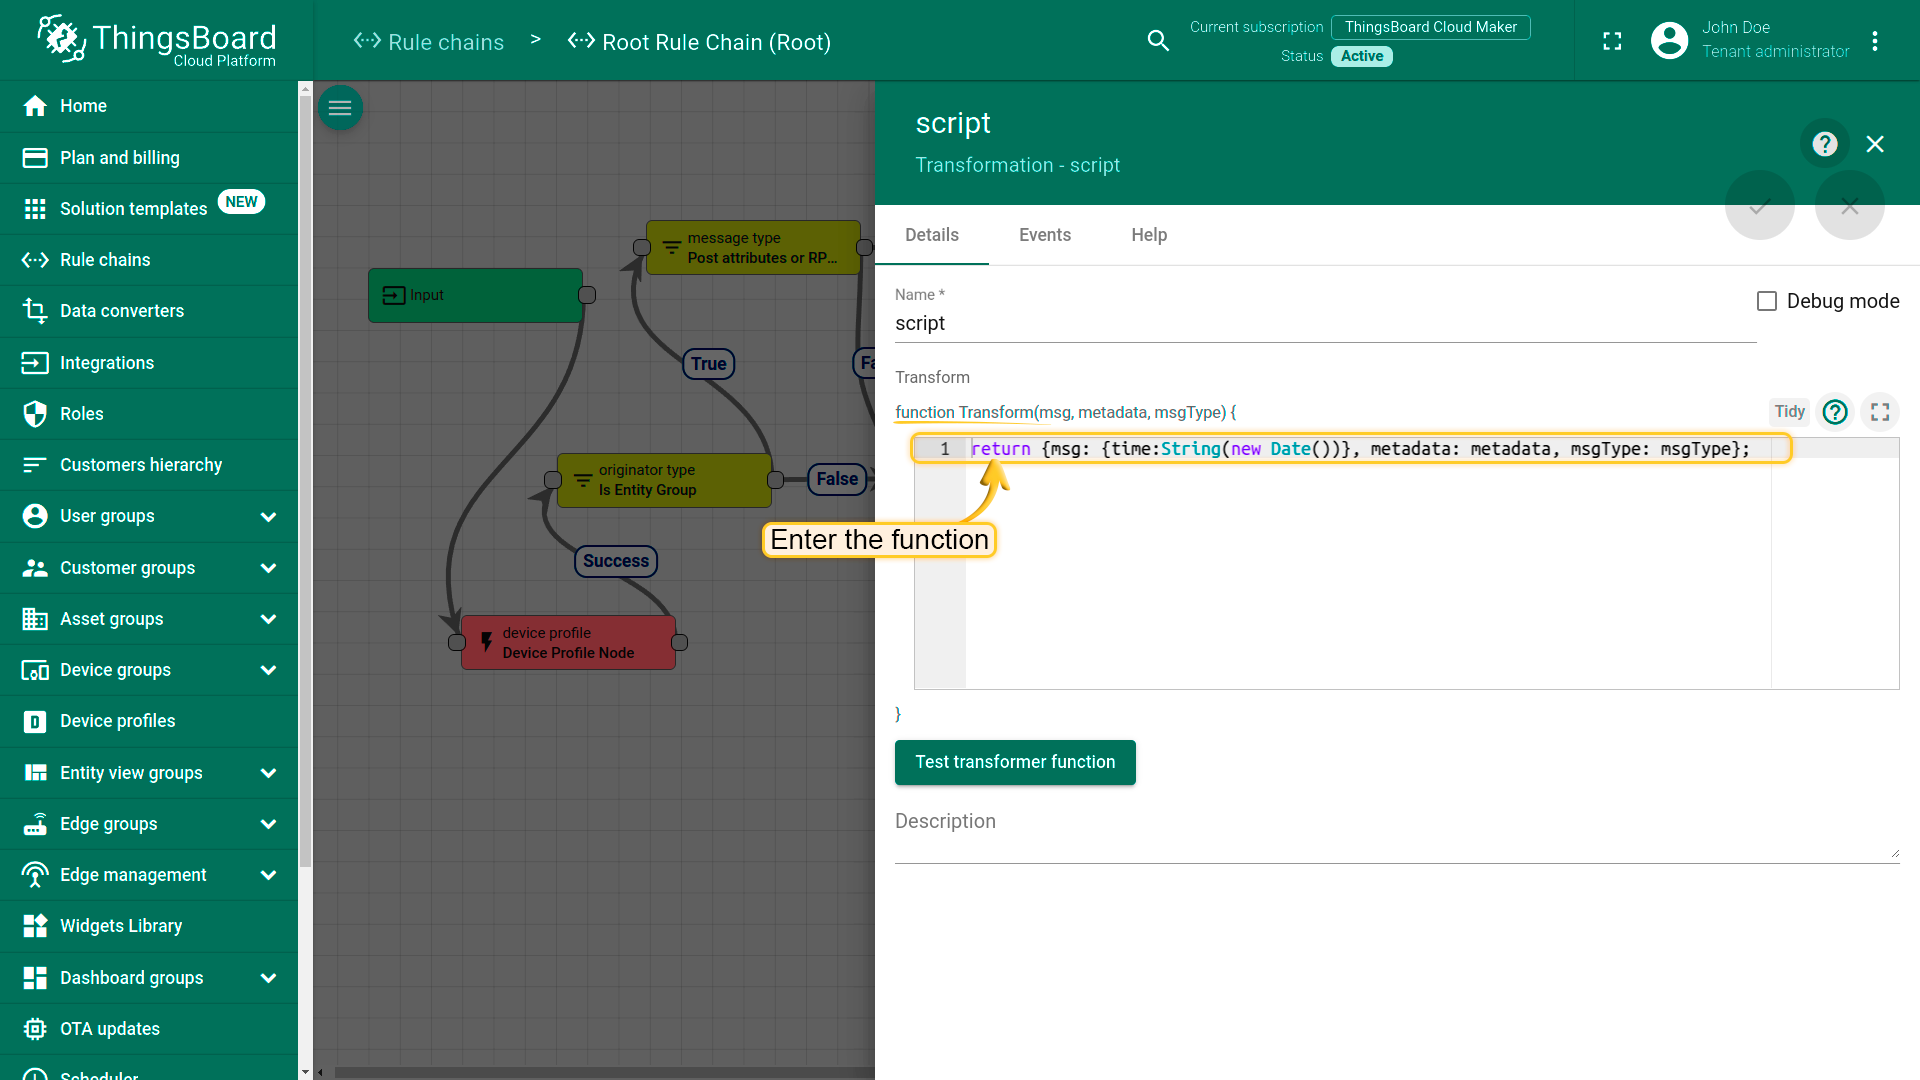 ThingsBoard
Cloud Platform
Rule chains > Root Rule Chain (Root)
Current subscription ThingsBoard Cloud Maker
Status Active
John Doe
Tenant administrator
Home
Plan and billing
Solution templates NEW
Rule chains
Data converters
Integrations
Roles
Customers hierarchy
User groups
Customer groups
Asset groups
Device groups
Device profiles
Entity view groups
Edge groups
Edge management
Widgets Library
Dashboard groups
OTA updates
Scheduler
message type
Post attributes or RP...
Input
True
Fa
originator type
Is Entity Group
False
Success
device profile
Device Profile Node
script
Transformation - script
Details Events Help
Name *
script
Debug mode
Transform
function Transform(msg, metadata, msgType) {
Tidy
1 return {msg: {time:String(new Date())}, metadata: metadata, msgType: msgType};
Enter the function
}
Test transformer function
Description